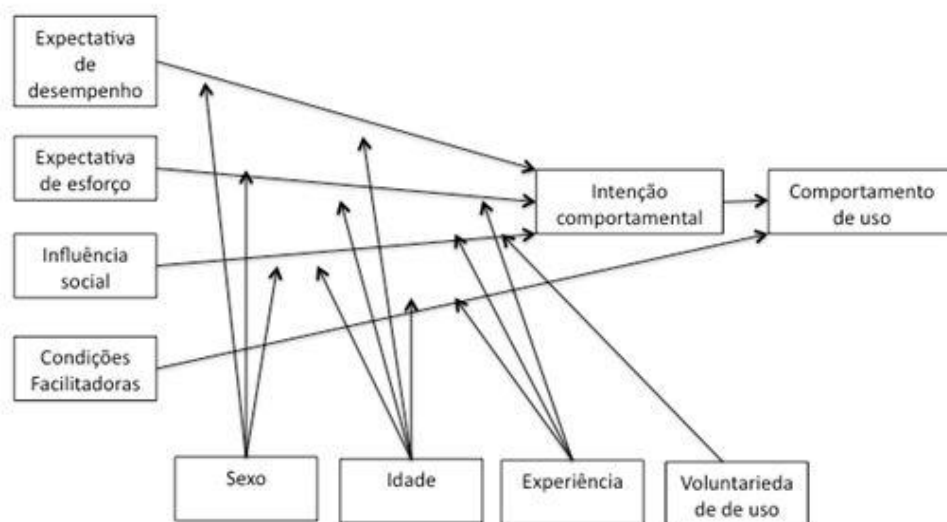 Expectativa
de
desempenho
Expectativa
de esforço
Influência
social
Condições
Facilitadoras
Intenção
comportamental
Comportamento
de uso
Sexo
Idade
Experiência
Voluntarieda
de de uso